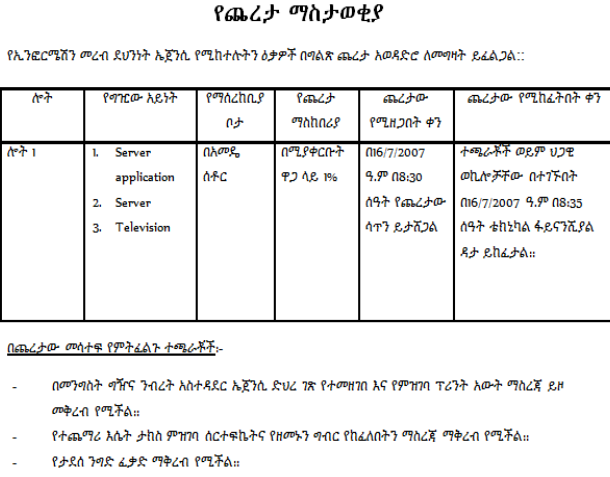 የጨረታ ማስታወቂያ
የኢንፎርሜሽን መረብ ደህንነት ኤጀንሲ የሚከተሉትን ዕቃዎች በግልጽ ጨረታ አወዳድሮ ለመግዛት ይፈልጋል::
ሎት
የግዢው አይነት
የማስረከቢያ
ቦታ
የጨረታ
ማስከበሪያ
ጨረታው
የሚዘጋበት ቀን
ጨረታው የሚከፈትበት ቀን
ሎት 1
1. Server
application
2. Server
3. Television
በአመዴ
ሰቶር
በሚያቀርቡት
ዋጋ ላይ 1%
በ16/7/2007
ዓ.ም በ8:30
ሰዓት የጨረታው
ሳጥን ይታሸጋል
ተጫራቾች ወይም ህጋዊ
ወኪሎቻቸው በተገኙበት
በ16/7/2007 ዓ.ም በ8:35
ሰዓት ቴክኒካል ፋይናንሺያል
ዳታ ይከፈታል፡፡
በጨረታው መሳተፍ የምትፈልጉ ተጫራቾች:-
- በመንግስት ግዥና ንብረት አስተዳደር ኤጀንሲ ድህረ ገጽ የተመዘገበ እና የምዝገባ ፕሪንት አውት ማስረጃ ይዞ
መቅረብ የሚችል፡፡
- የተጨማሪ እሴት ታክስ ምዝገባ ሰርተፍኬትና የዘመኑን ግብር የከፈለበትን ማስረጃ ማቅረብ የሚችል፡፡
- የታደሰ ንግድ ፈቃድ ማቅረብ የሚችል፡፡